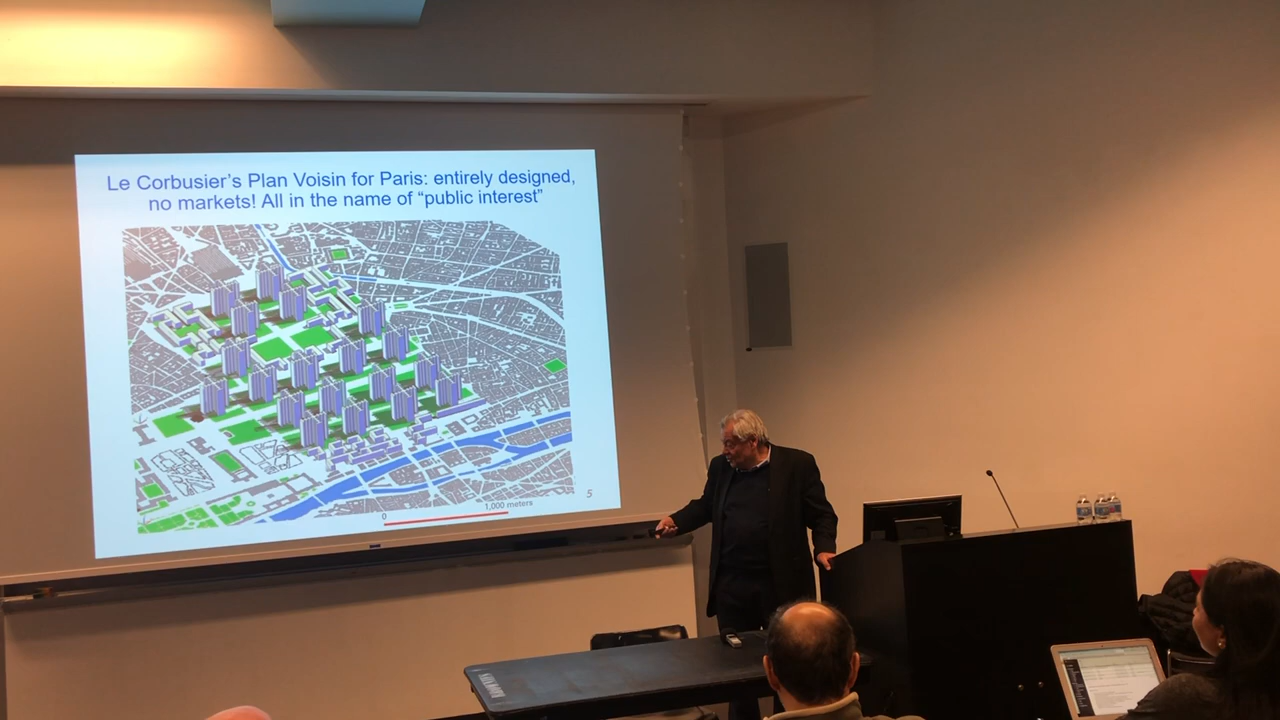 Le Corbusier's Plan Voisin for Paris: entirely designed,
no markets! All in the name of “public interest”
5
0
1,000 meters